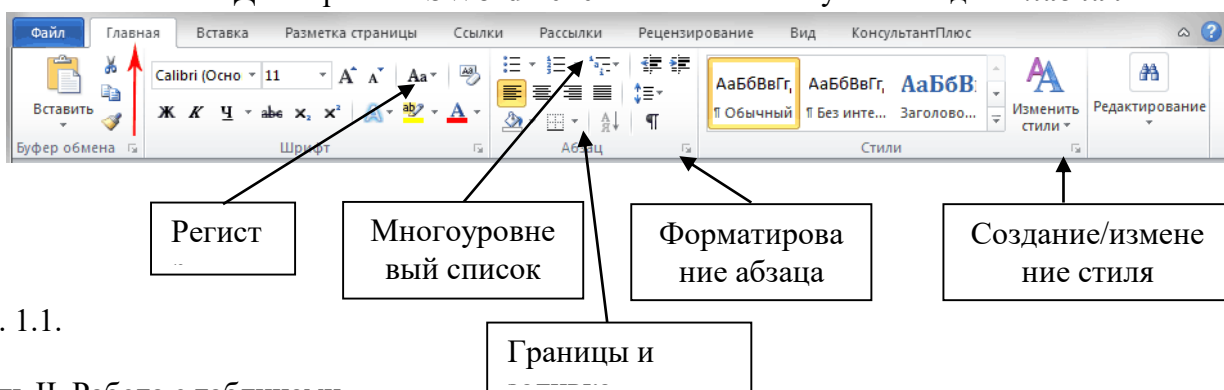 Файл Главная Вставка Разметка страницы Ссылки Рассылки Рецензирование Вид КонсультантПлюс
Calibri (Осно 11 Аа
АаБбВвГг, АаБбВвГг, АаБбВ
Вставить
Ж К Ч abc x₂ x² A ab A
¶ Обычный ¶ Без инте... Заголово...
Изменить стили
Редактирование
Буфер обмена Шрифт Абзац Стили
Регист
Многоуровне
вый список
Форматирова
ние абзаца
Создание/измене
ние стиля
. 1.1.
Границы и